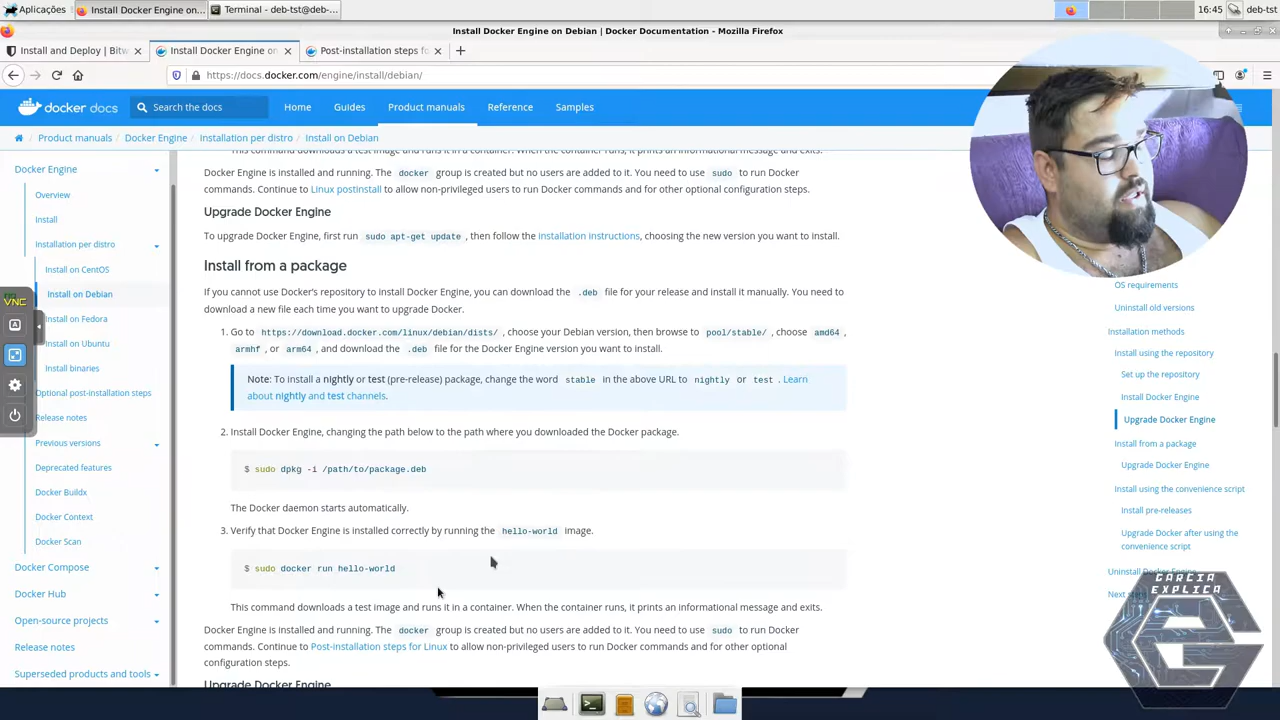 Aplicações
Install Docker Engine on...
Terminal - deb-tst@deb-...
16:45
deb-tst
Install Docker Engine on Debian | Docker Documentation - Mozilla Firefox
Install and Deploy | Bitw
Install Docker Engine on
Post-installation steps fo
https://docs.docker.com/engine/install/debian/
docker docs
Search the docs
Home
Guides
Product manuals
Reference
Samples
Product manuals / Docker Engine / Installation per distro / Install on Debian
Docker Engine
Overview
Install
Installation per distro
Install on CentOS
Install on Debian
Install on Fedora
Install on Ubuntu
Install binaries
Optional post-installation steps
Release notes
Previous versions
Deprecated features
Docker Buildx
Docker Context
Docker Scan
Docker Compose
Docker Hub
Open-source projects
Release notes
Superseded products and tools
VNC
This command downloads a test image and runs it in a container. When the container runs, it prints an informational message and exits.
Docker Engine is installed and running. The docker group is created but no users are added to it. You need to use sudo to run Docker
commands. Continue to Linux postinstall to allow non-privileged users to run Docker commands and for other optional configuration steps.
Upgrade Docker Engine
To upgrade Docker Engine, first run sudo apt-get update , then follow the installation instructions, choosing the new version you want to install.
Install from a package
If you cannot use Docker's repository to install Docker Engine, you can download the .deb file for your release and install it manually. You need to
download a new file each time you want to upgrade Docker.
1. Go to https://download.docker.com/linux/debian/dists/ , choose your Debian version, then browse to pool/stable/ , choose amd64 ,
armhf , or arm64 , and download the .deb file for the Docker Engine version you want to install.
Note: To install a nightly or test (pre-release) package, change the word stable in the above URL to nightly or test . Learn
about nightly and test channels.
2. Install Docker Engine, changing the path below to the path where you downloaded the Docker package.
$ sudo dpkg -i /path/to/package.deb
The Docker daemon starts automatically.
3. Verify that Docker Engine is installed correctly by running the hello-world image.
$ sudo docker run hello-world
This command downloads a test image and runs it in a container. When the container runs, it prints an informational message and exits.
Docker Engine is installed and running. The docker group is created but no users are added to it. You need to use sudo to run Docker
commands. Continue to Post-installation steps for Linux to allow non-privileged users to run Docker commands and for other optional
configuration steps.
Upgrade Docker Engine
OS requirements
Uninstall old versions
Installation methods
Install using the repository
Set up the repository
Install Docker Engine
Upgrade Docker Engine
Install from a package
Upgrade Docker Engine
Install using the convenience script
Install pre-releases
Upgrade Docker after using the
convenience script
Uninstall Docker Engine
Next steps
GARCIA
EXPLICA